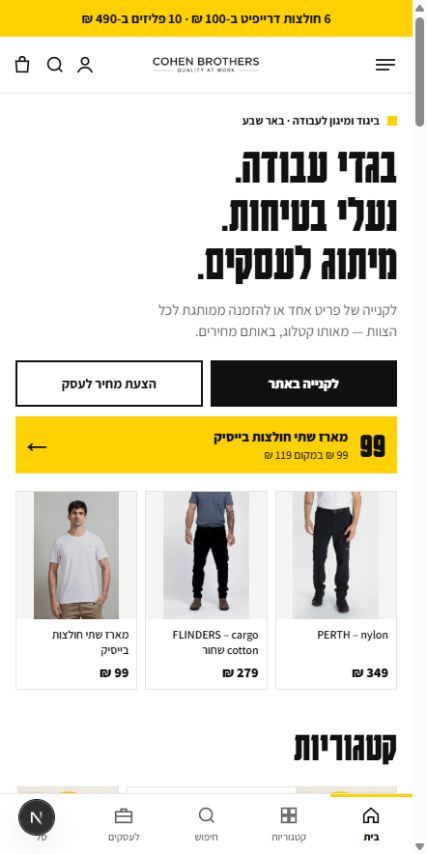 6 חולצות דרייפיט ב-100 ₪ · 10 פליזים ב-490 ₪
COHEN BROTHERS
QUALITY AT WORK
ביגוד ומיגון לעבודה · באר שבע
בגדי עבודה.
נעלי בטיחות.
מיתוג לעסקים.
לקנייה של פריט אחד או להזמנה ממותגת לכל
הצוות — מאותו קטלוג, באותם מחירים.
לקנייה באתר
הצעת מחיר לעסק
99
מארז שתי חולצות בייסיק
99 ₪ במקום 119 ₪
PERTH – nylon
349 ₪
FLINDERS – cargo
cotton שחור
279 ₪
מארז שתי חולצות
בייסיק
99 ₪
קטגוריות
בית
קטגוריות
חיפוש
לעסקים
סל
N